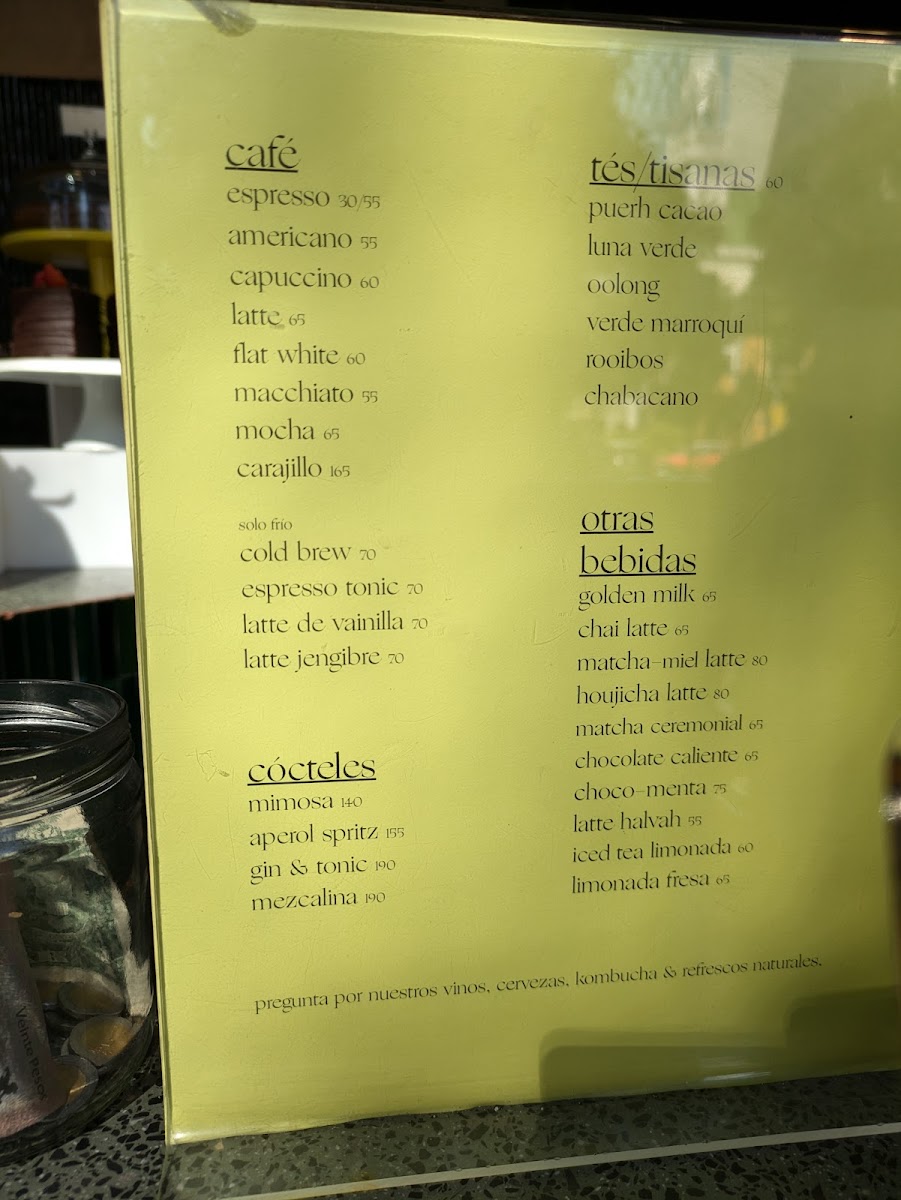 café
espresso 30/55
americano 55
capuccino 60
latte 65
flat white 60
macchiato 55
mocha 65
carajillo 165
solo frío
cold brew 70
espresso tonic 70
latte de vainilla 70
latte jengibre 70
cócteles
mimosa 140
aperol spritz 155
gin & tonic 190
mezcalina 190
tés/tisanas 60
puerh cacao
luna verde
oolong
verde marroquí
rooibos
chabacano
otras
bebidas
golden milk 65
chai latte 65
matcha-miel latte 80
houjicha latte 80
matcha ceremonial 65
chocolate caliente 65
choco-menta 75
latte halvah 55
iced tea limonada 60
limonada fresa 65
pregunta por nuestros vinos, cervezas, kombucha & refrescos naturales.
Veinte Pesos